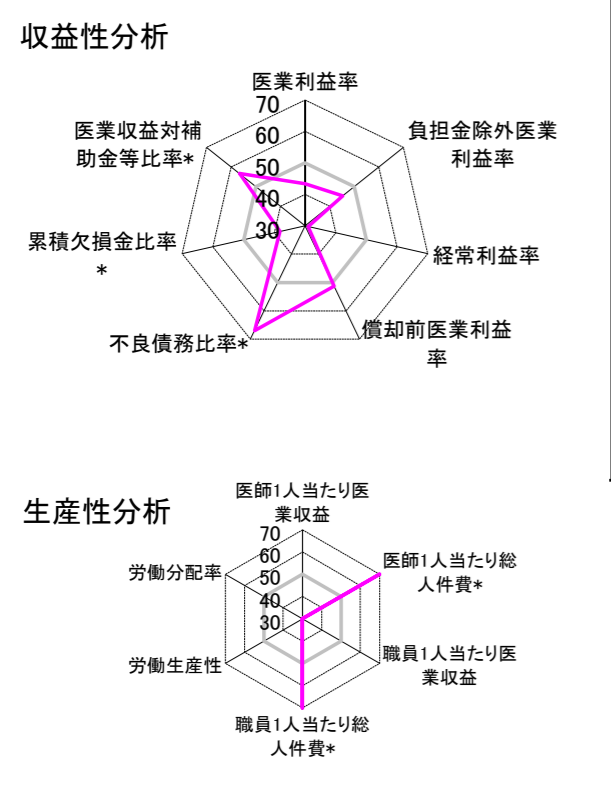 収益性分析
医業利益率
70
60
50
40
30
負担金除外医業
利益率
経常利益率
償却前医業利益
率
不良債務比率*
累積欠損金比率
*
医業収益対補
助金等比率*
生産性分析
医師1人当たり医
業収益
70
60
50
40
30
医師1人当たり総
人件費*
職員1人当たり医
業収益
職員1人当たり総
人件費*
労働生産性
労働分配率